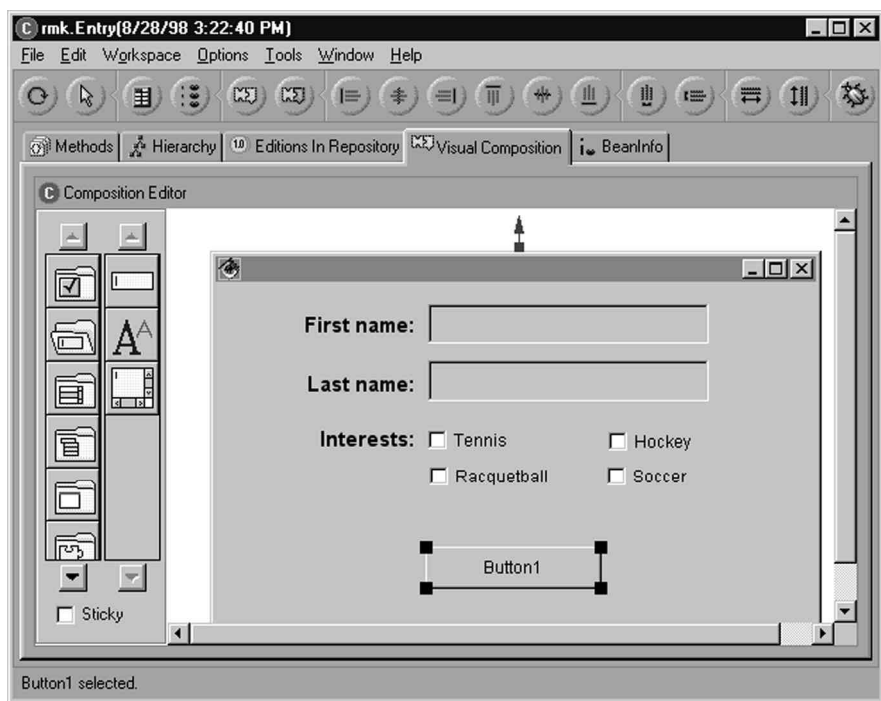 rmk.Entry(8/28/98 3:22:40 PM)
File Edit Workspace Options Tools Window Help
Methods Hierarchy 1.0 Editions In Repository Visual Composition BeanInfo
Composition Editor
First name:
Last name:
Interests: Tennis Hockey
Racquetball Soccer
Button1
Sticky
Button1 selected.